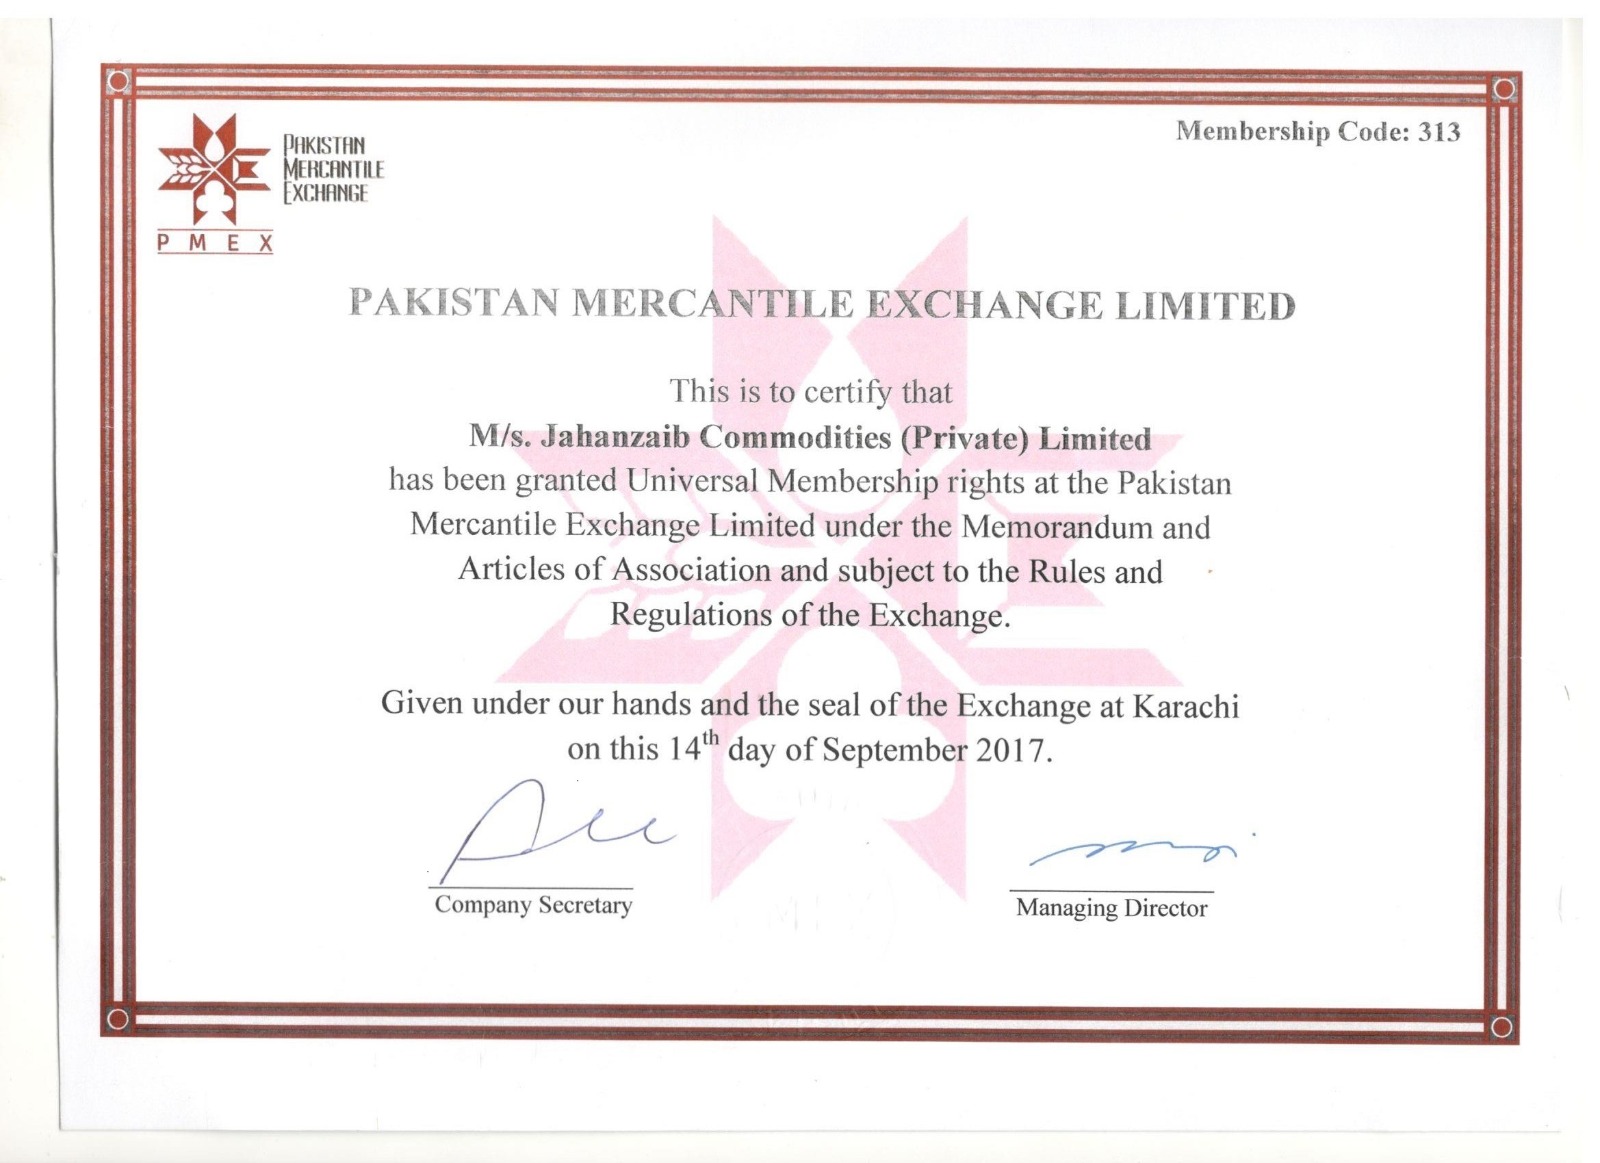 PAKISTAN
MERCANTILE
EXCHANGE
PMEX
Membership Code: 313
PAKISTAN MERCANTILE EXCHANGE LIMITED
This is to certify that
M/s. Jahanzaib Commodities (Private) Limited
has been granted Universal Membership rights at the Pakistan
Mercantile Exchange Limited under the Memorandum and
Articles of Association and subject to the Rules and
Regulations of the Exchange.
Given under our hands and the seal of the Exchange at Karachi
on this 14th day of September 2017.
Company Secretary
Managing Director